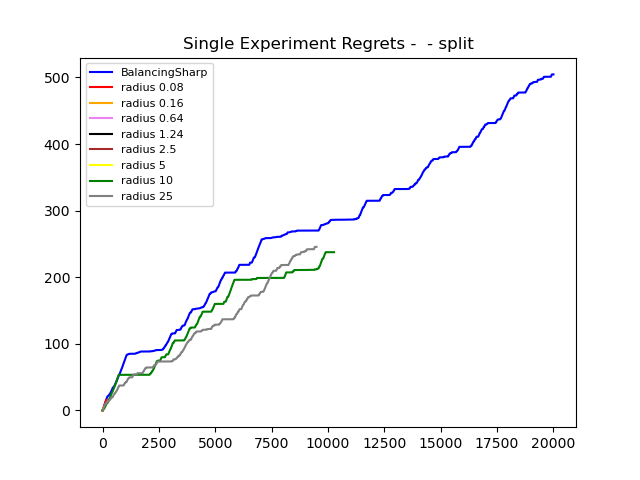 Single Experiment Regrets -  - split
500
400
300
200
100
0
BalancingSharp
radius 0.08
radius 0.16
radius 0.64
radius 1.24
radius 2.5
radius 5
radius 10
radius 25
0 2500 5000 7500 10000 12500 15000 17500 20000